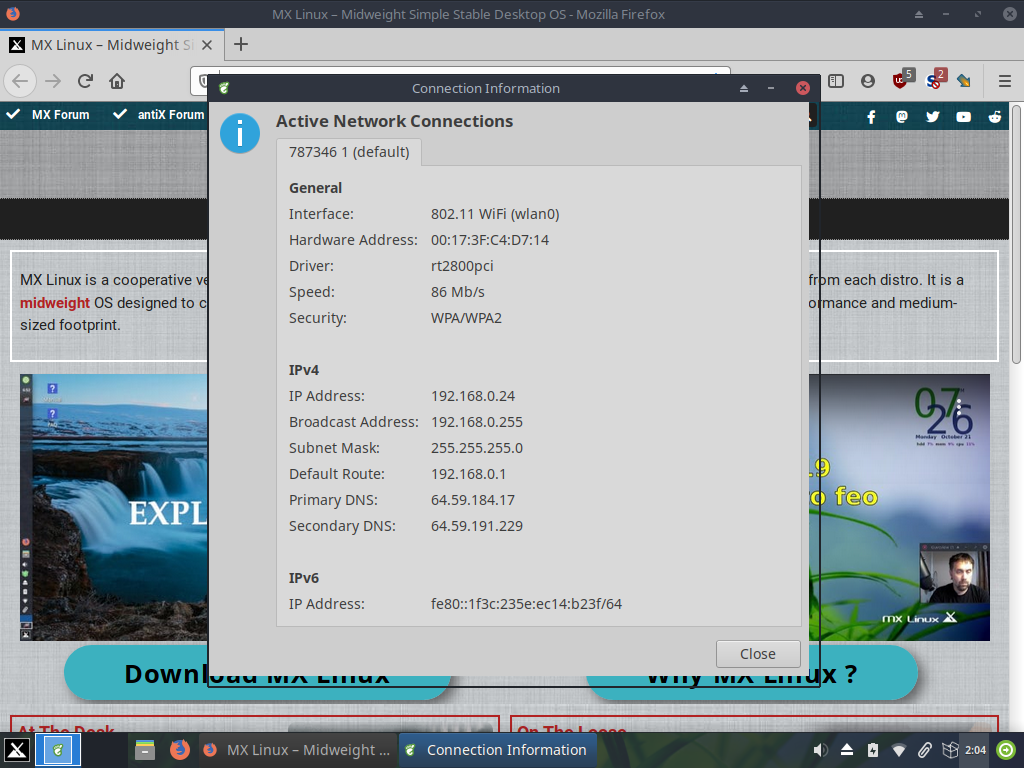 MX Linux – Midweight Simple Stable Desktop OS - Mozilla Firefox
MX Linux – Midweight Si
5
2
Connection Information
MX Forum
antiX Forum
Active Network Connections
787346 1 (default)
General
Interface: 802.11 WiFi (wlan0)
Hardware Address: 00:17:3F:C4:D7:14
Driver: rt2800pci
Speed: 86 Mb/s
Security: WPA/WPA2
IPv4
IP Address: 192.168.0.24
Broadcast Address: 192.168.0.255
Subnet Mask: 255.255.255.0
Default Route: 192.168.0.1
Primary DNS: 64.59.184.17
Secondary DNS: 64.59.191.229
IPv6
IP Address: fe80::1f3c:235e:ec14:b23f/64
Close
MX Linux is a cooperative ve
from each distro. It is a
midweight OS designed to c
ormance and medium-
sized footprint.
EXPL
07
26
Monday October 21
.9
o feo
MX Linux
Download MX Linux
Why MX Linux ?
At The Desk
On The Loose
MX Linux – Midweight ...
Connection Information
2:04